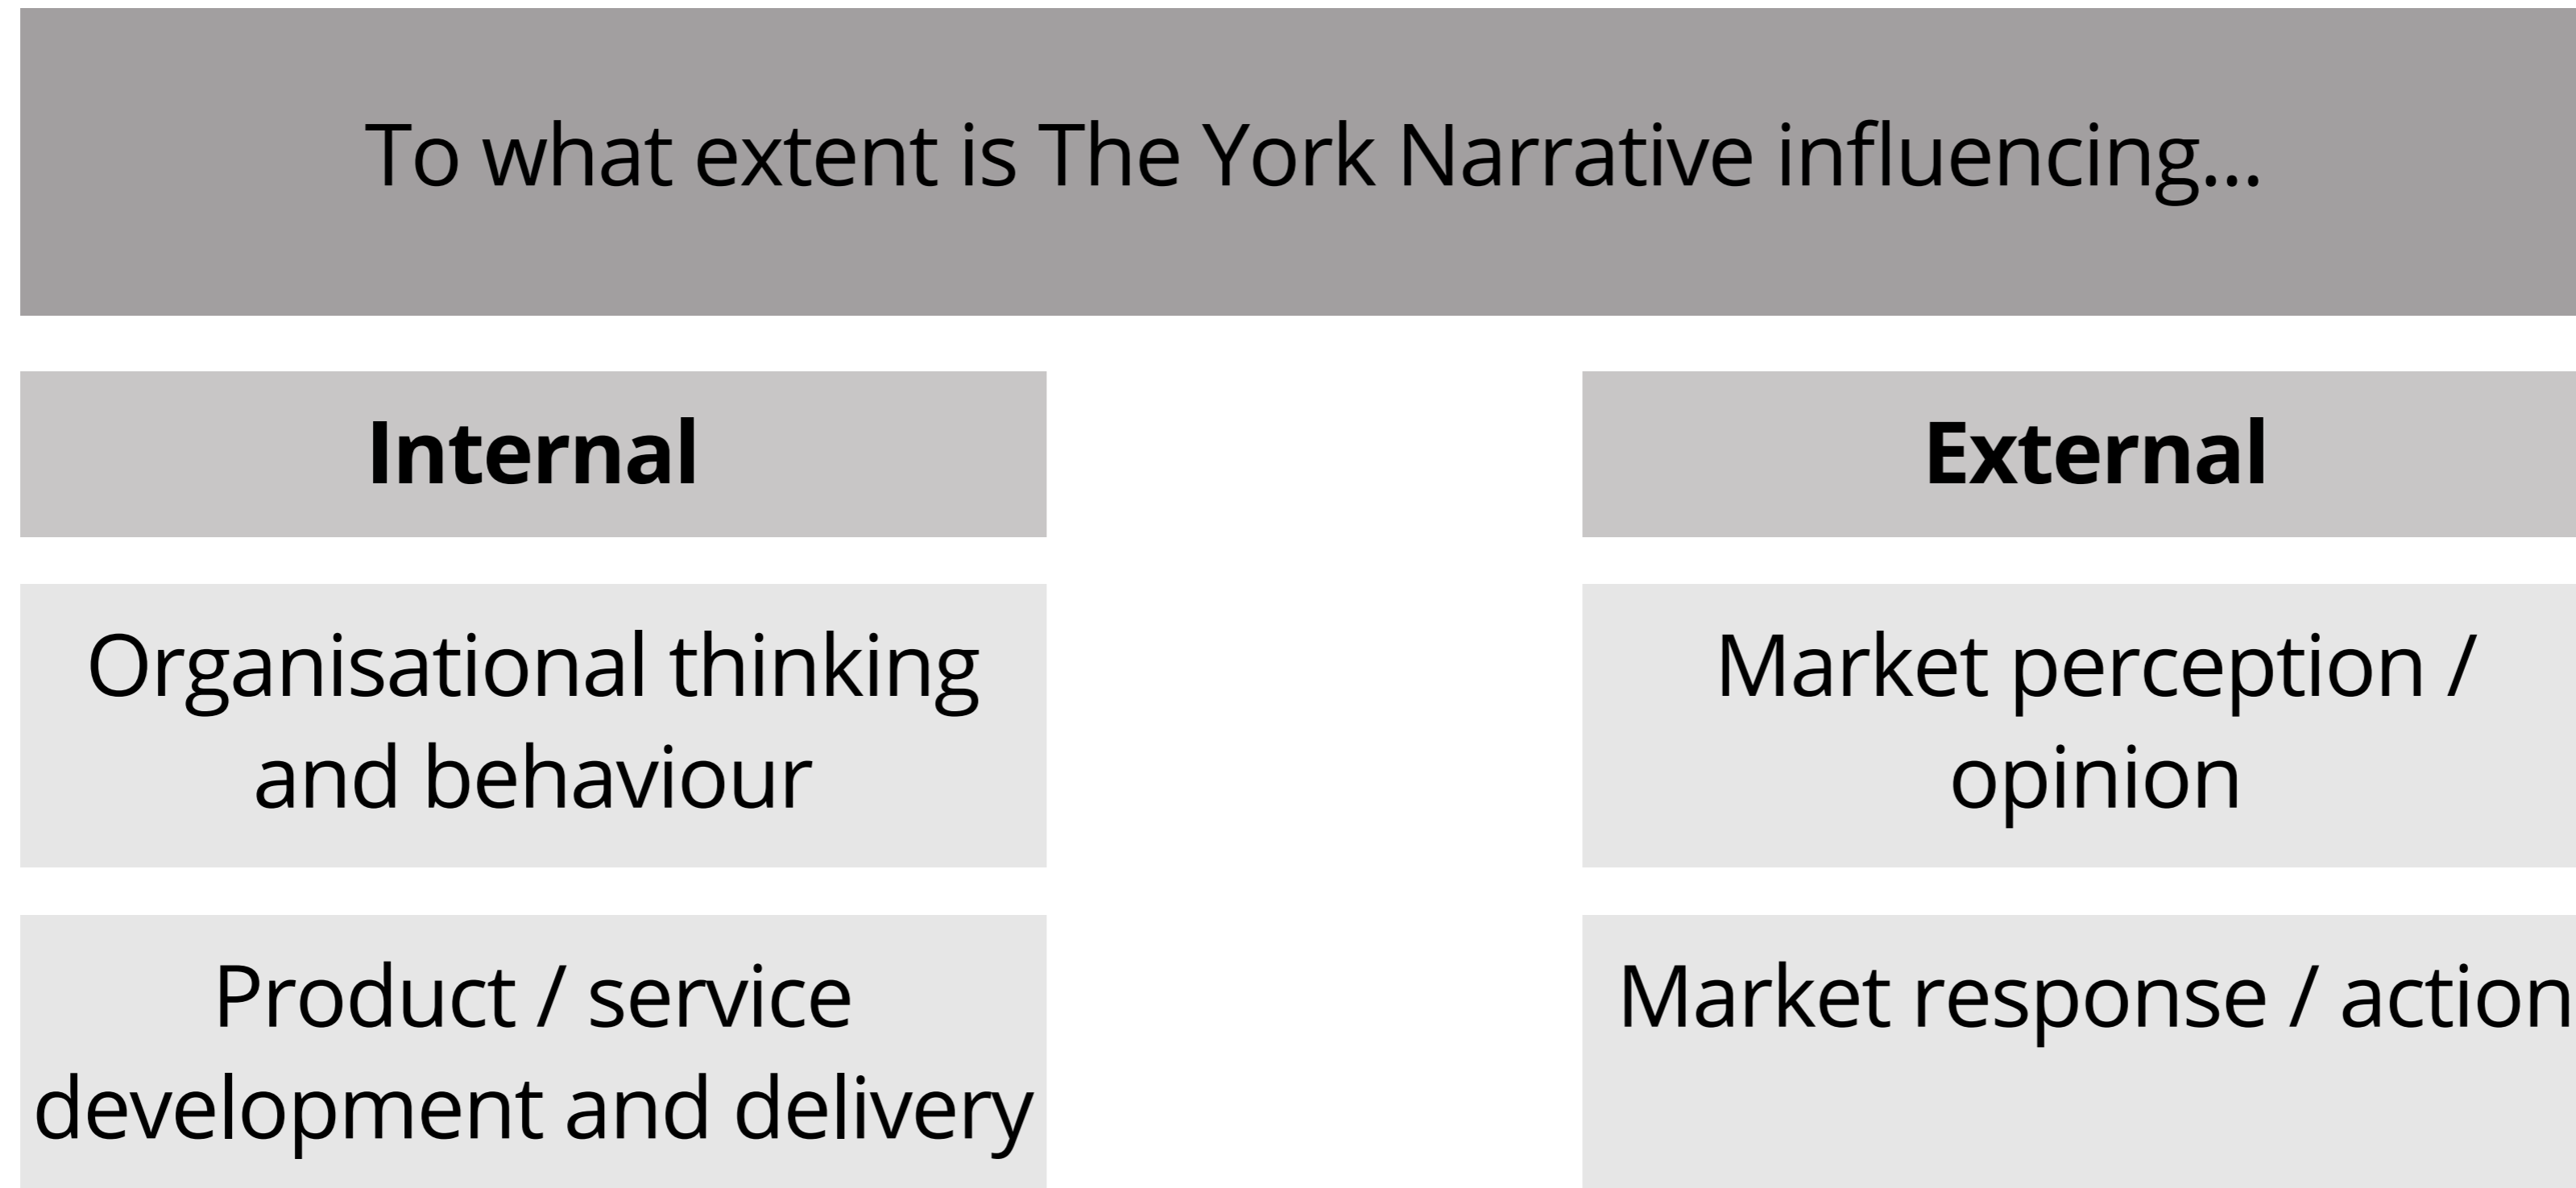 To what extent is The York Narrative influencing...
Internal
External
Organisational thinking
and behaviour
Market perception /
opinion
Product / service
development and delivery
Market response / action